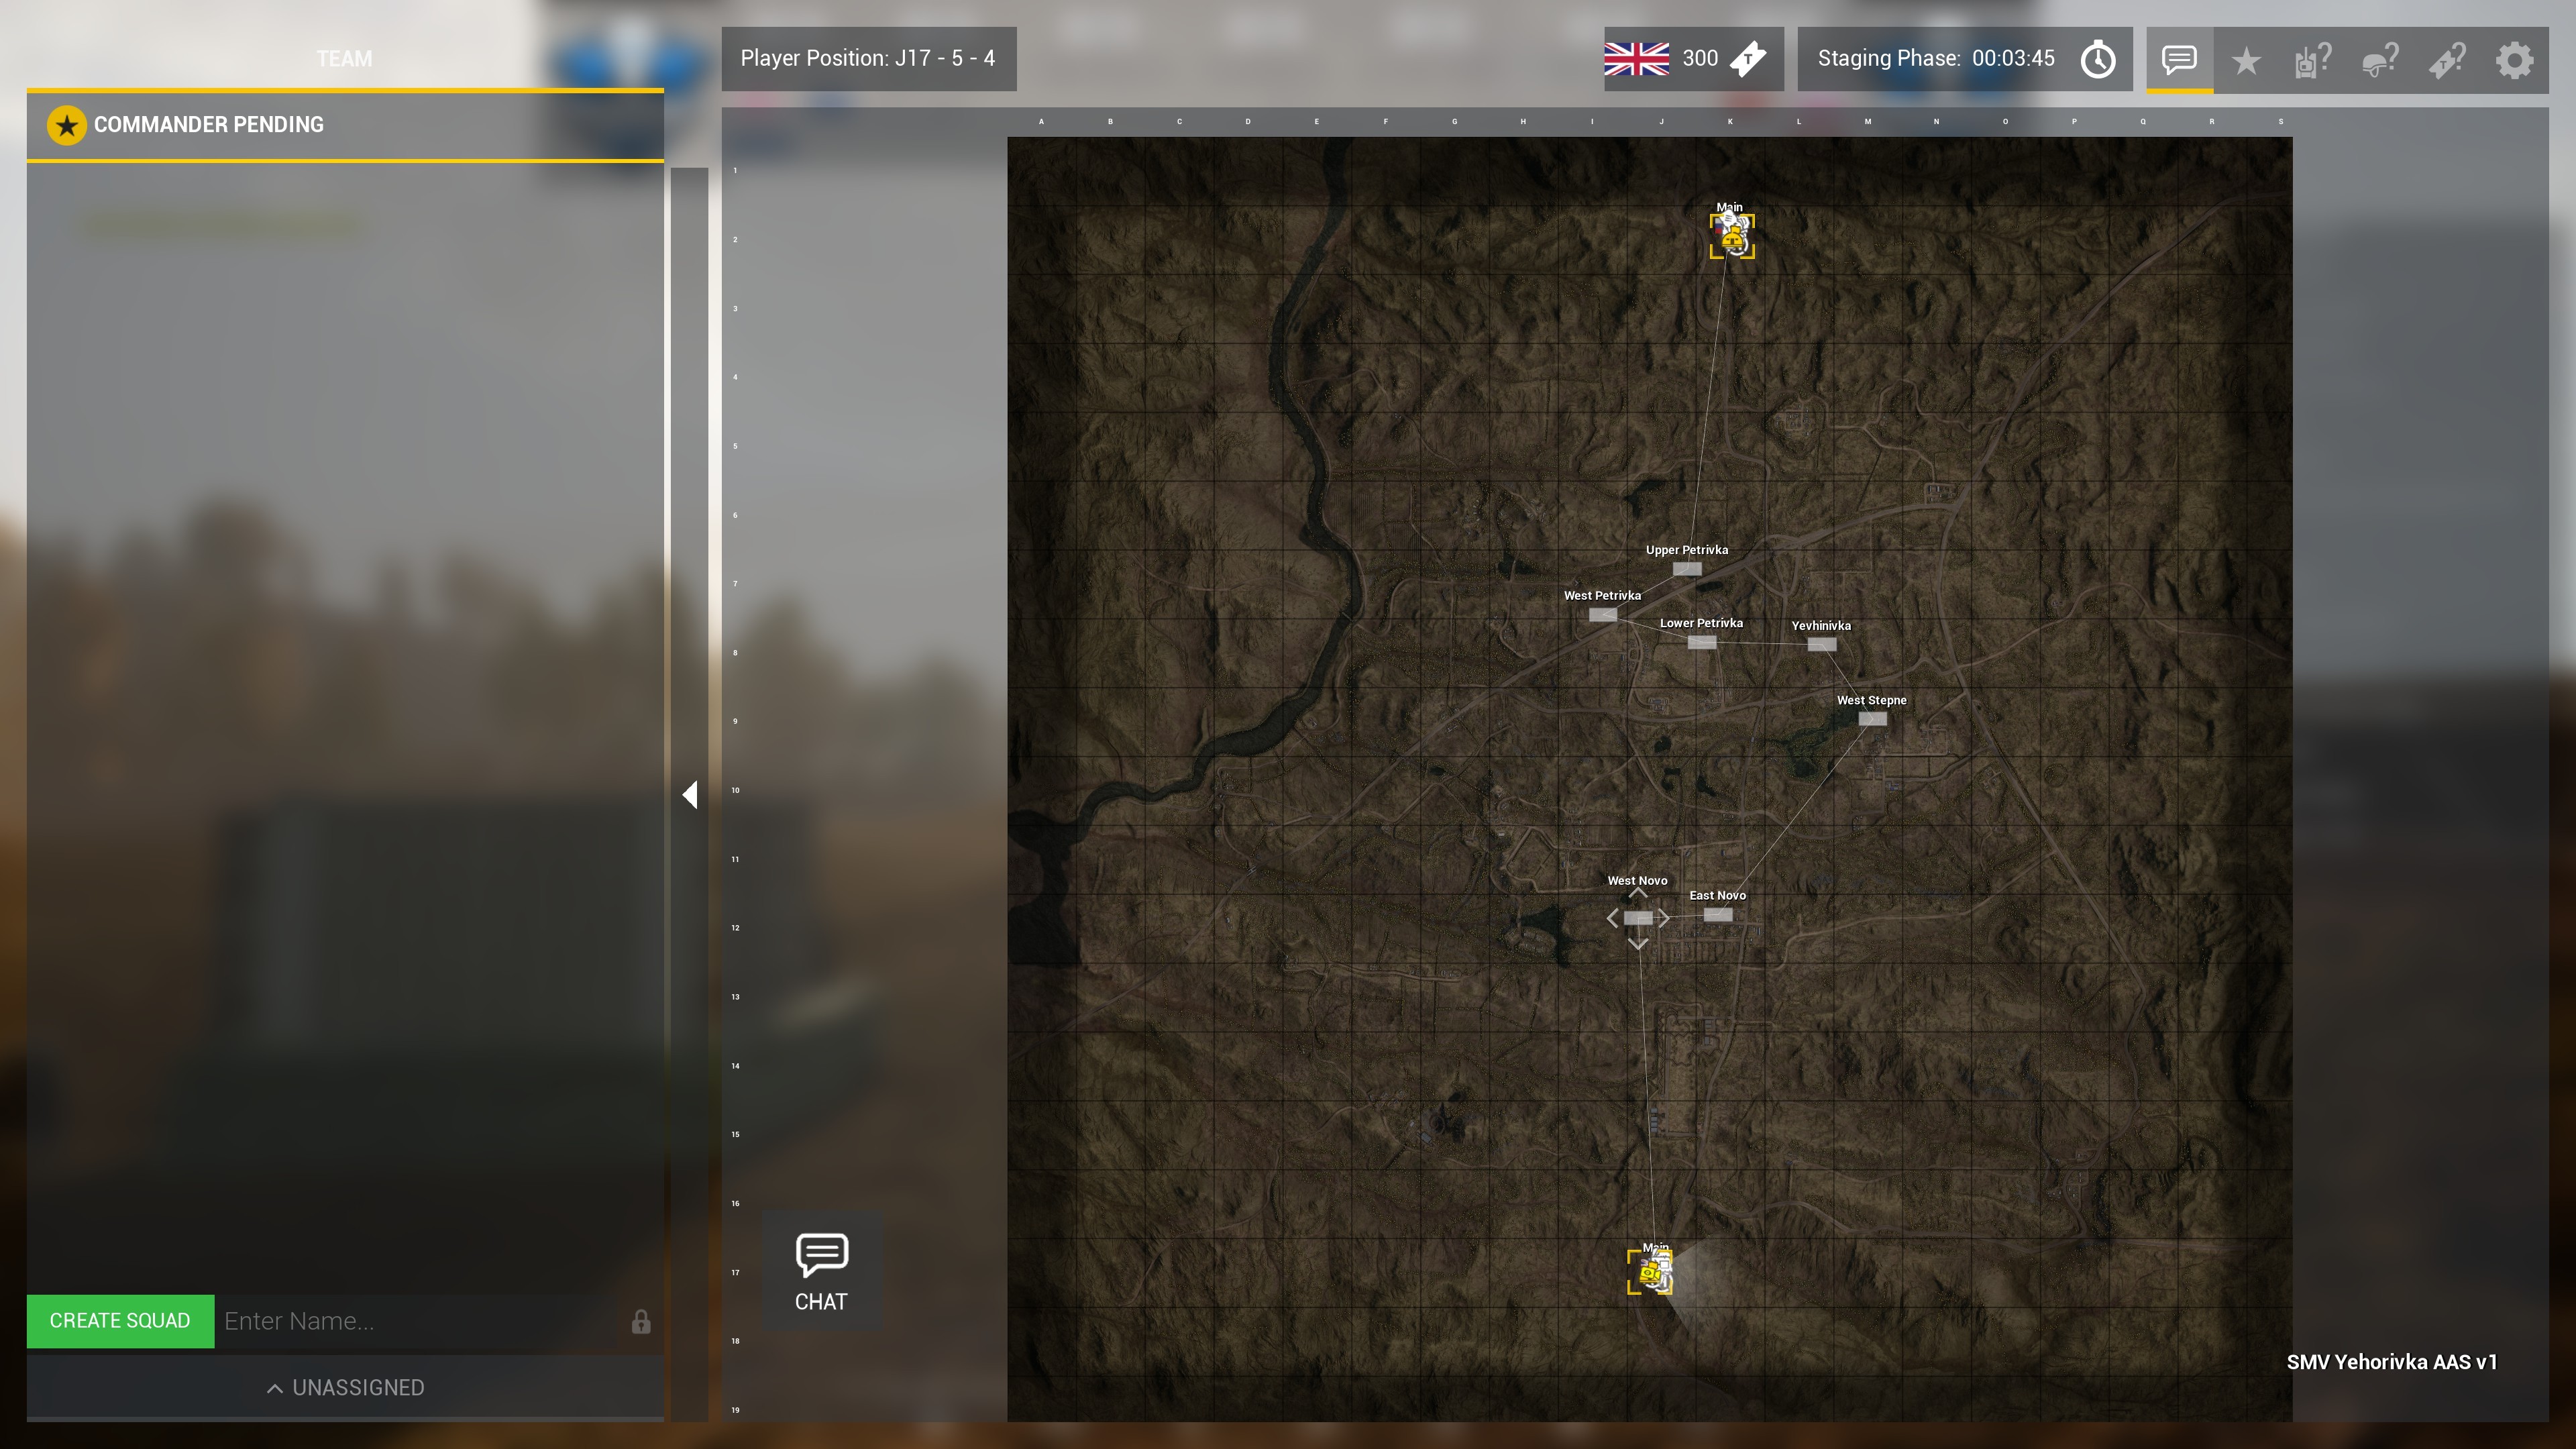 TEAM
Player Position: J17 - 5 - 4
300
T
Staging Phase: 00:03:45
COMMANDER PENDING
A B C D E F G H I J K L M N O P Q R S
1
Main
2
3
4
5
6
Upper Petrivka
7
West Petrivka
Lower Petrivka
Yevhinivka
8
West Stepne
9
10
11
West Novo
East Novo
12
13
14
15
16
Main
17
CHAT
CREATE SQUAD
Enter Name...
18
SMV Yehorivka AAS v1
UNASSIGNED
19